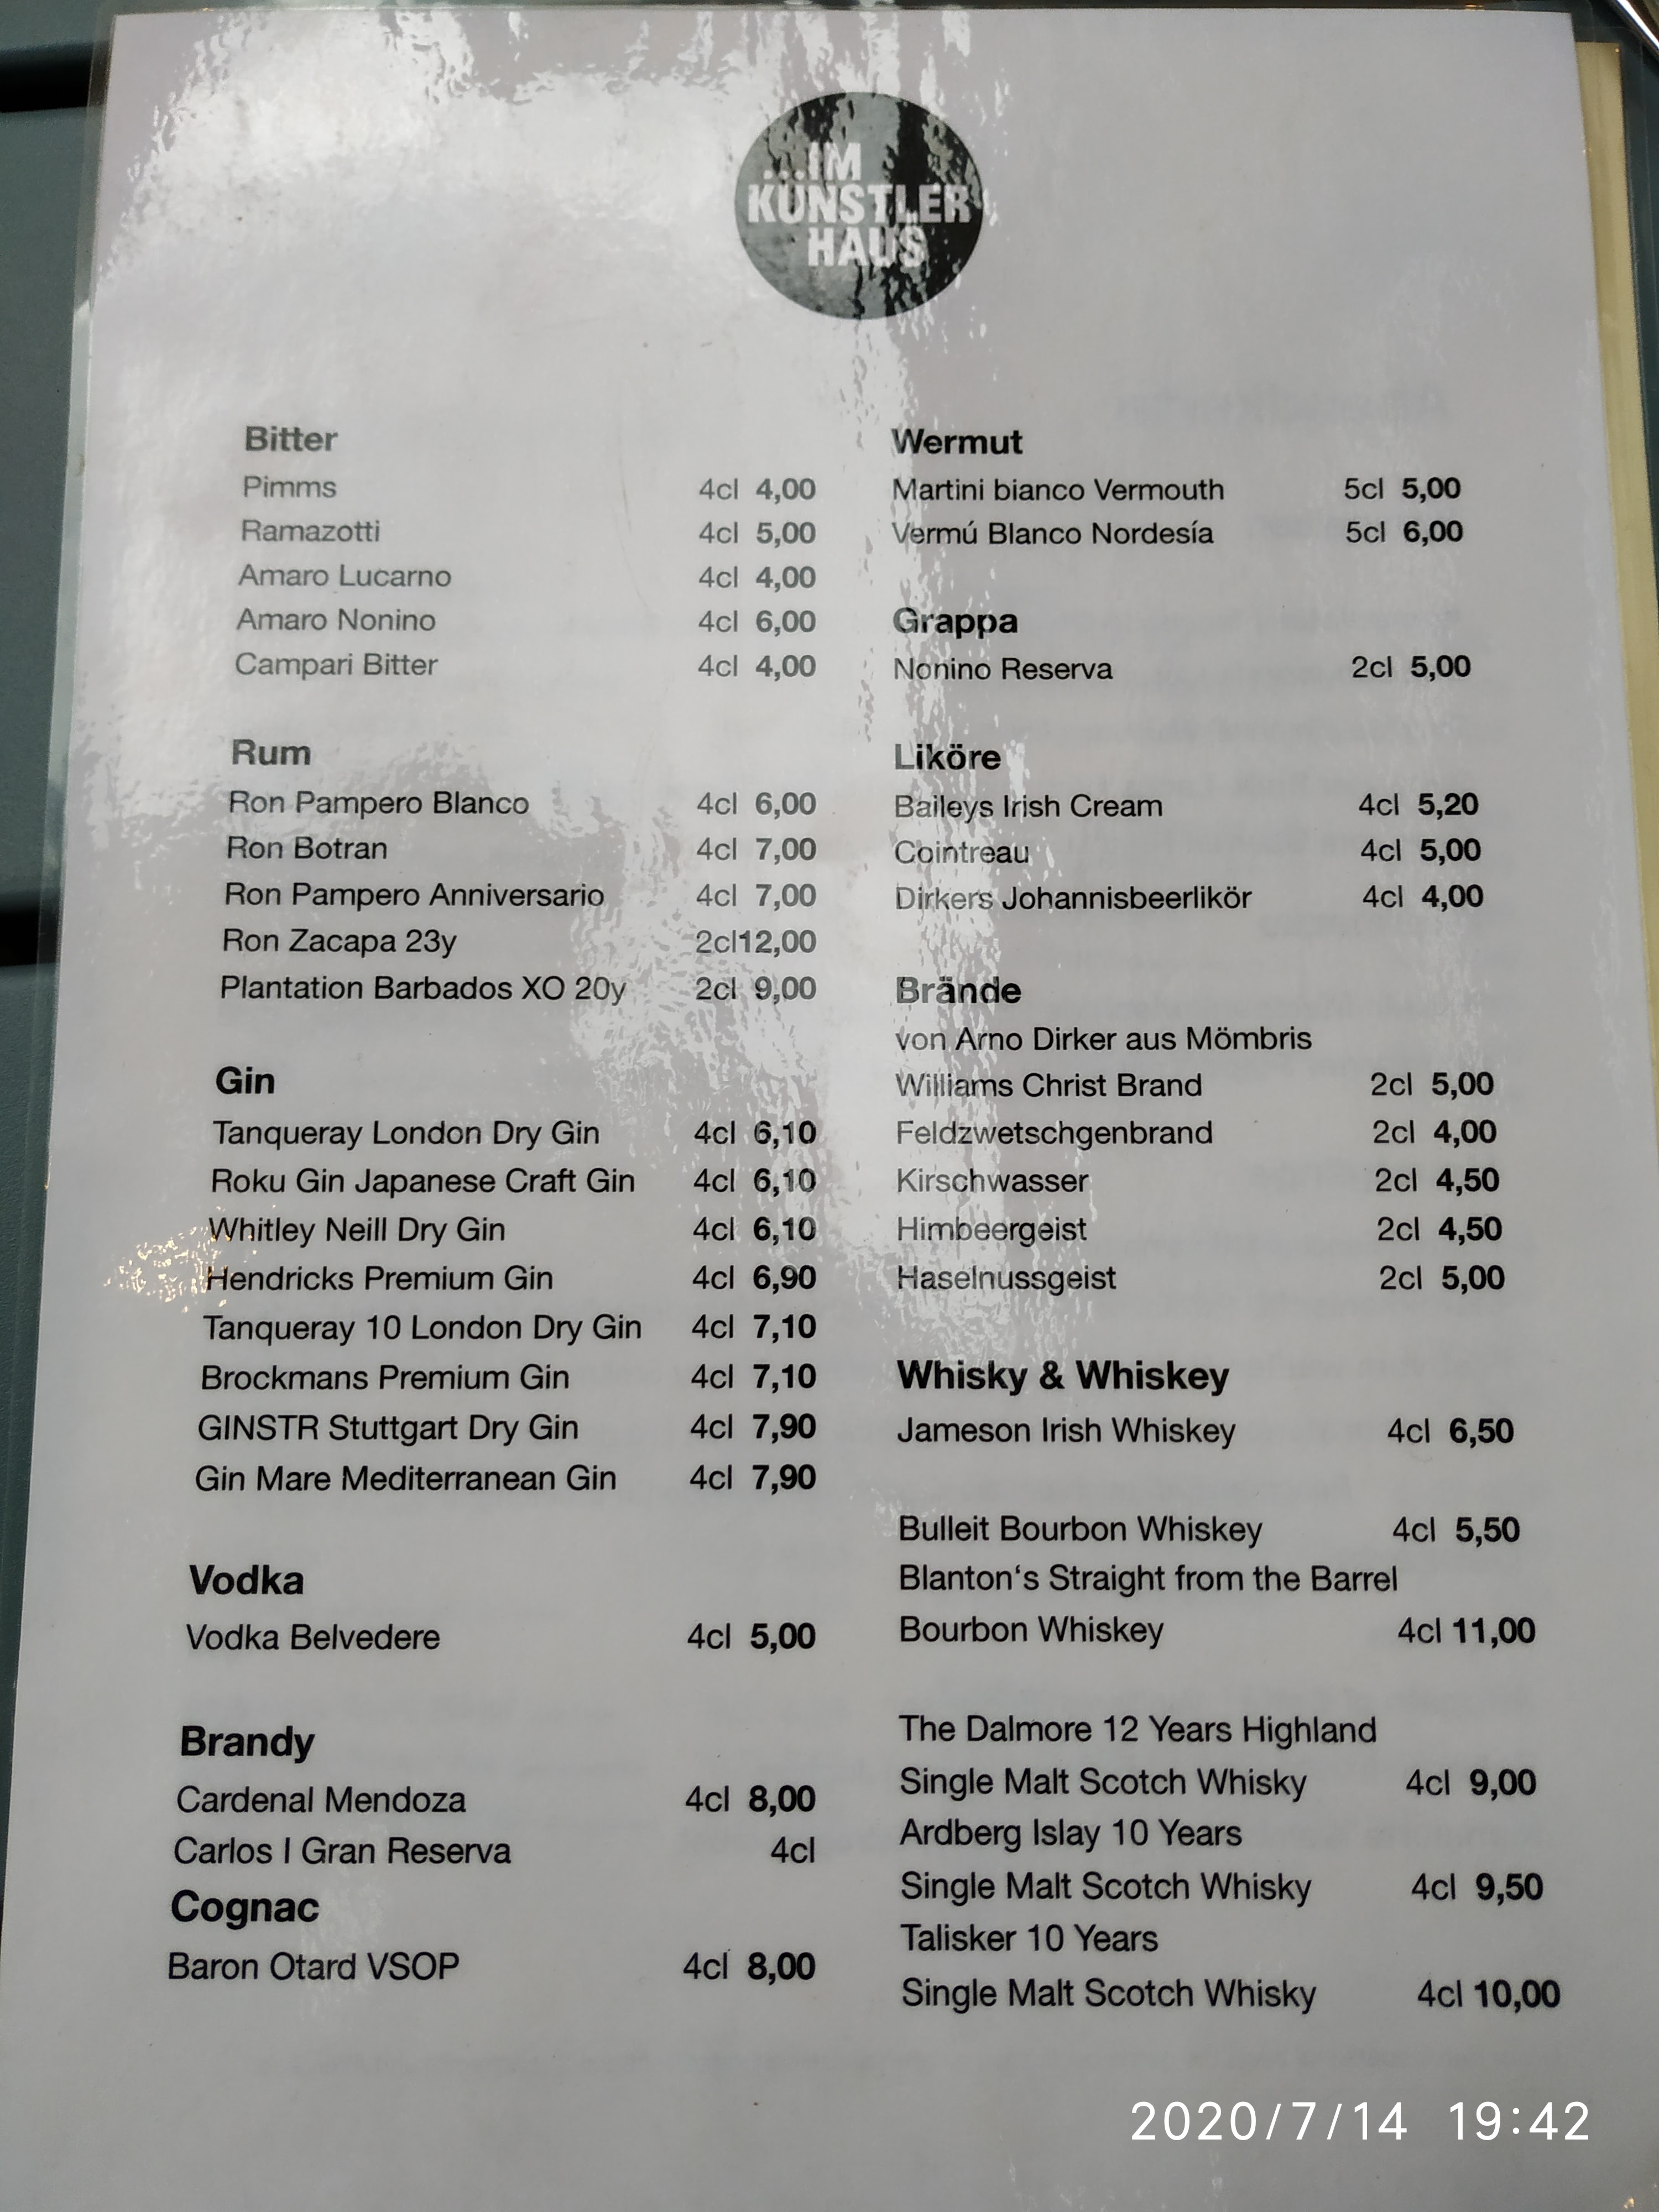 ...IM
KÜNSTLER
HAUS
Bitter
Pimms 4cl 4,00
Ramazotti 4cl 5,00
Amaro Lucarno 4cl 4,00
Amaro Nonino 4cl 6,00
Campari Bitter 4cl 4,00
Rum
Ron Pampero Blanco 4cl 6,00
Ron Botran 4cl 7,00
Ron Pampero Anniversario 4cl 7,00
Ron Zacapa 23y 2cl12,00
Plantation Barbados XO 20y 2cl 9,00
Gin
Tanqueray London Dry Gin 4cl 6,10
Roku Gin Japanese Craft Gin 4cl 6,10
Whitley Neill Dry Gin 4cl 6,10
Hendricks Premium Gin 4cl 6,90
Tanqueray 10 London Dry Gin 4cl 7,10
Brockmans Premium Gin 4cl 7,10
GINSTR Stuttgart Dry Gin 4cl 7,90
Gin Mare Mediterranean Gin 4cl 7,90
Vodka
Vodka Belvedere 4cl 5,00
Brandy
Cardenal Mendoza 4cl 8,00
Carlos I Gran Reserva 4cl
Cognac
Baron Otard VSOP 4cl 8,00
Wermut
Martini bianco Vermouth 5cl 5,00
Vermú Blanco Nordesía 5cl 6,00
Grappa
Nonino Reserva 2cl 5,00
Liköre
Baileys Irish Cream 4cl 5,20
Cointreau 4cl 5,00
Dirkers Johannisbeerlikör 4cl 4,00
Brände
von Arno Dirker aus Mömbris
Williams Christ Brand 2cl 5,00
Feldzwetschgenbrand 2cl 4,00
Kirschwasser 2cl 4,50
Himbeergeist 2cl 4,50
Haselnussgeist 2cl 5,00
Whisky & Whiskey
Jameson Irish Whiskey 4cl 6,50
Bulleit Bourbon Whiskey 4cl 5,50
Blanton‘s Straight from the Barrel
Bourbon Whiskey 4cl 11,00
The Dalmore 12 Years Highland
Single Malt Scotch Whisky 4cl 9,00
Ardberg Islay 10 Years
Single Malt Scotch Whisky 4cl 9,50
Talisker 10 Years
Single Malt Scotch Whisky 4cl 10,00
2020/7/14 19:42